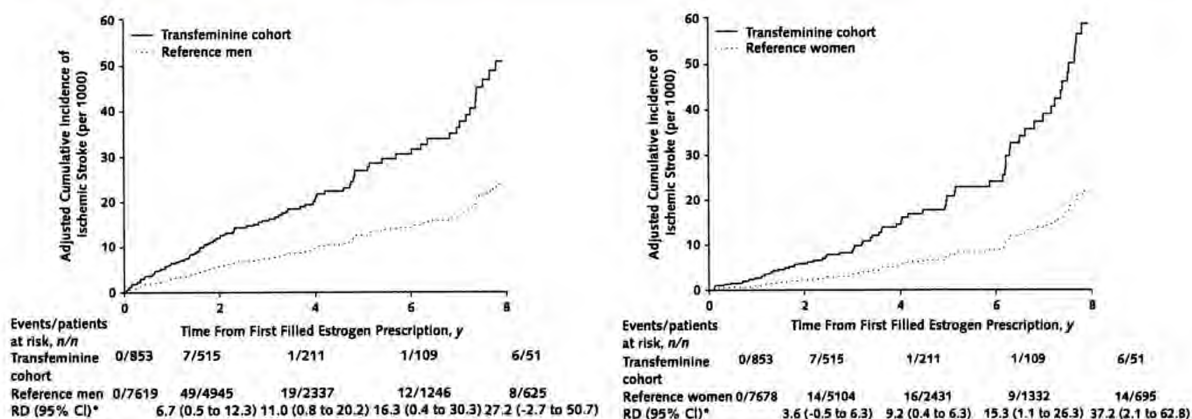 60
50
40
30
20
10
0
Adjusted Cumulative Incidence of
Ischemic Stroke (per 1000)
Transfeminine cohort
Reference men
0 2 4 6 8
Time From First Filled Estrogen Prescription, y
Events/patients
at risk, n/n
Transfeminine 0/853 7/515 1/211 1/109 6/51
cohort
Reference men 0/7619 49/4945 19/2337 12/1246 8/625
RD (95% CI)* 6.7 (0.5 to 12.3) 11.0 (0.8 to 20.2) 16.3 (0.4 to 30.3) 27.2 (-2.7 to 50.7)
60
50
40
30
20
10
0
Adjusted Cumulative Incidence of
Ischemic Stroke (per 1000)
Transfeminine cohort
Reference women
0 2 4 6 8
Time From First Filled Estrogen Prescription, y
Events/patients
at risk, n/n
Transfeminine 0/853 7/515 1/211 1/109 6/51
cohort
Reference women 0/7678 14/5104 16/2431 9/1332 14/695
RD (95% CI)* 3.6 (-0.5 to 6.3) 9.2 (0.4 to 6.3) 15.3 (1.1 to 26.3) 37.2 (2.1 to 62.8)